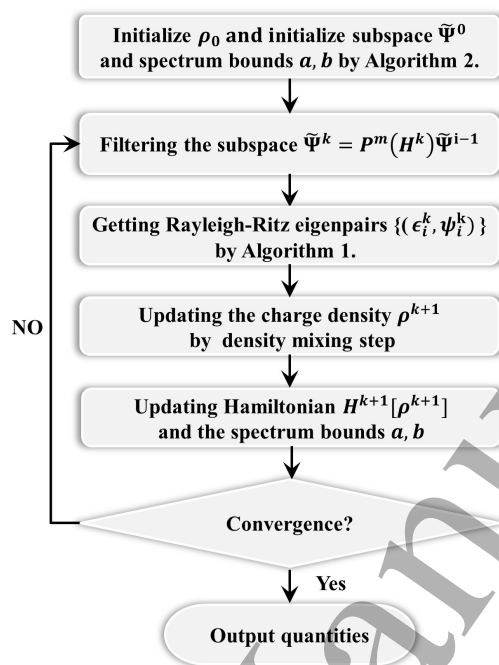 Initialize ρ₀ and initialize subspace Ψ̃⁰
and spectrum bounds a, b by Algorithm 2.
Filtering the subspace Ψ̃ᵏ = Pᵐ(Hᵏ)Ψ̃ⁱ⁻¹
Getting Rayleigh-Ritz eigenpairs {(ϵᵢᵏ, ψᵢᵏ) }
by Algorithm 1.
Updating the charge density ρᵏ⁺¹
by density mixing step
NO
Updating Hamiltonian Hᵏ⁺¹[ρᵏ⁺¹]
and the spectrum bounds a, b
Convergence?
Yes
Output quantities